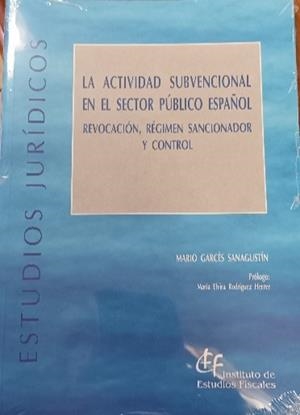 ESTUDIOS JURÍDICOS
LA ACTIVIDAD SUBVENCIONAL
EN EL SECTOR PÚBLICO ESPAÑOL
REVOCACIÓN, RÉGIMEN SANCIONADOR
Y CONTROL
MARIO GARCÉS SANAGUSTÍN
Prólogo:
María Elvira Rodríguez Herrer
Instituto de
Estudios Fiscales